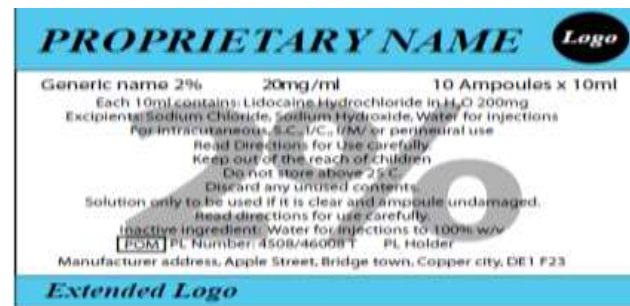 PROPRIETARY NAME
Logo
Generic name 2% 20mg/ml 10 Ampoules x 10ml
Each 10ml contains: Lidocaine Hydrochloride in H₂O 200mg
Excipients: Sodium Chloride, Sodium Hydroxide, Water for injections
For intracutaneous, S.C., I/C., I/M/ or perineural use
Read Directions for Use carefully.
Keep out of the reach of children
Do not store above 25 C.
Discard any unused contents.
Solution only to be used if it is clear and ampoule undamaged.
Read directions for use carefully.
Inactive ingredient: Water for injections to 100% w/v
POM PL Number: 4508/46008 T PL Holder
Manufacturer address, Apple Street, Bridge town, Copper city, DE1 F23
2%
Extended Logo